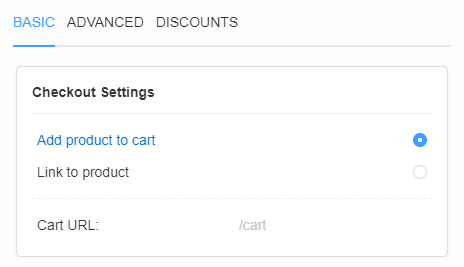 BASIC ADVANCED DISCOUNTS
Checkout Settings
Add product to cart
Link to product
Cart URL: /cart